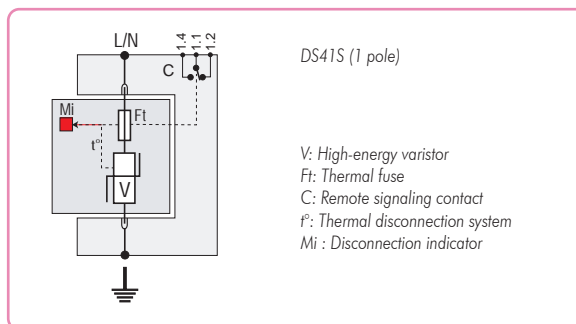 L/N
1.4
1.1
1.2
C
Mi
Ft
t°
V
DS41S (1 pole)
V: High-energy varistor
Ft: Thermal fuse
C: Remote signaling contact
t°: Thermal disconnection system
Mi : Disconnection indicator